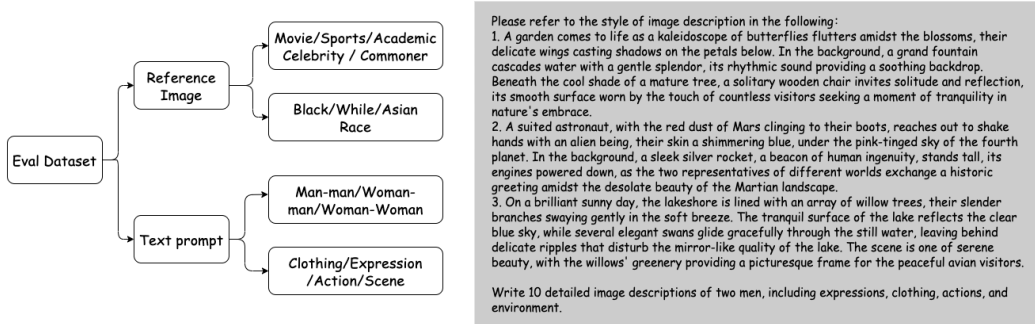 Movie/Sports/Academic
Celebrity / Commoner
Reference
Image
Black/While/Asian
Race
Eval Dataset
Man-man/Woman-
man/Woman-Woman
Text prompt
Clothing/Expression
/Action/Scene
Please refer to the style of image description in the following:
1. A garden comes to life as a kaleidoscope of butterflies flutters amidst the blossoms, their
delicate wings casting shadows on the petals below. In the background, a grand fountain
cascades water with a gentle splendor, its rhythmic sound providing a soothing backdrop.
Beneath the cool shade of a mature tree, a solitary wooden chair invites solitude and reflection,
its smooth surface worn by the touch of countless visitors seeking a moment of tranquility in
nature's embrace.
2. A suited astronaut, with the red dust of Mars clinging to their boots, reaches out to shake
hands with an alien being, their skin a shimmering blue, under the pink-tinged sky of the fourth
planet. In the background, a sleek silver rocket, a beacon of human ingenuity, stands tall, its
engines powered down, as the two representatives of different worlds exchange a historic
greeting amidst the desolate beauty of the Martian landscape.
3. On a brilliant sunny day, the lakeshore is lined with an array of willow trees, their slender
branches swaying gently in the soft breeze. The tranquil surface of the lake reflects the clear
blue sky, while several elegant swans glide gracefully through the still water, leaving behind
delicate ripples that disturb the mirror-like quality of the lake. The scene is one of serene
beauty, with the willows' greenery providing a picturesque frame for the peaceful avian visitors.
Write 10 detailed image descriptions of two men, including expressions, clothing, actions, and
environment.